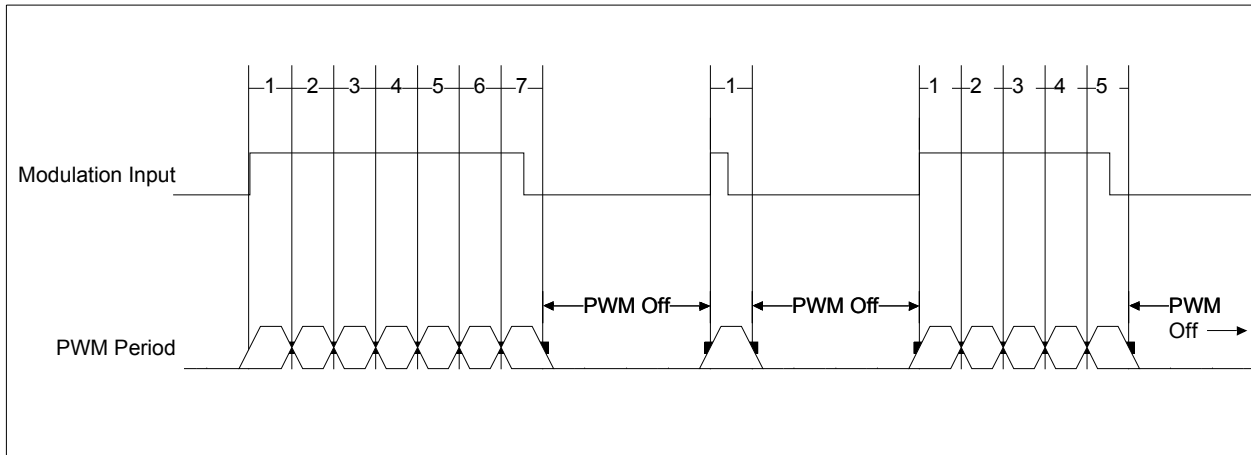 1 2 3 4 5 6 7 1 1 2 3 4 5
Modulation Input
PWM Off PWM Off PWM
Off
PWM Period